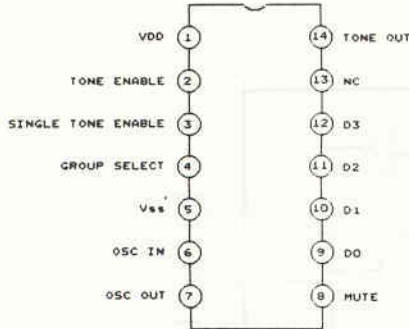 VDD 1 14 TONE OUT
TONE ENABLE 2 13 NC
SINGLE TONE ENABLE 3 12 D3
GROUP SELECT 4 11 D2
Vss 5 10 D1
OSC IN 6 9 D0
OSC OUT 7 8 MUTE